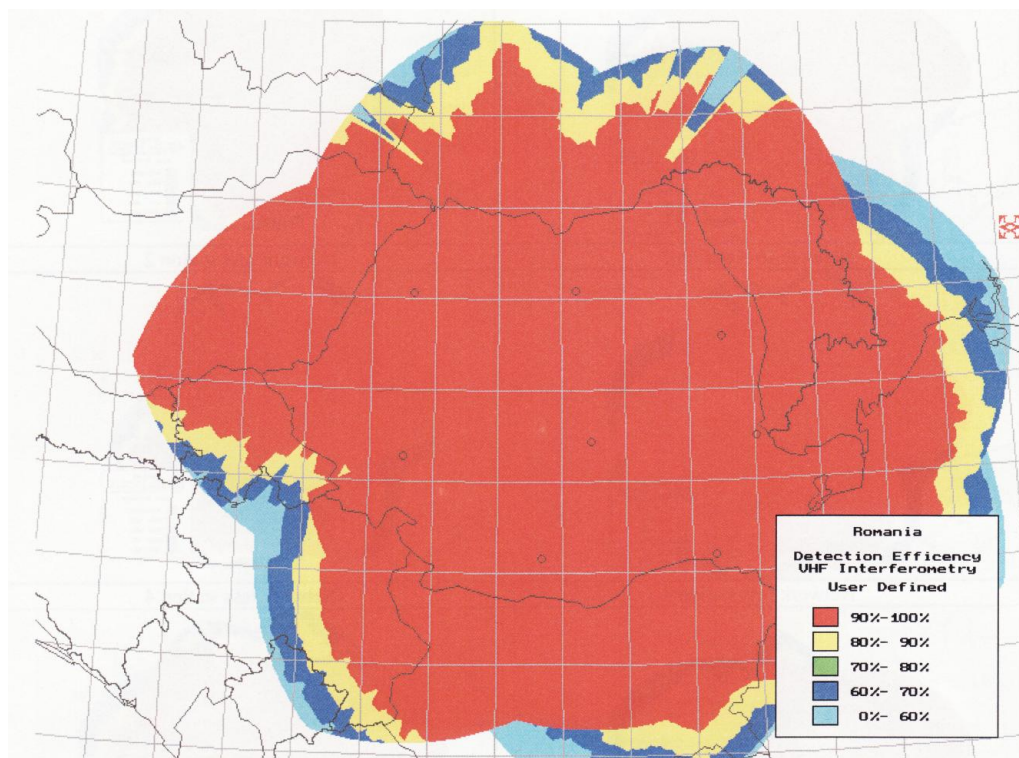 Romania
Detection Efficency
VHF Interferometry
User Defined
90%-100%
80%- 90%
70%- 80%
60%- 70%
0%- 60%